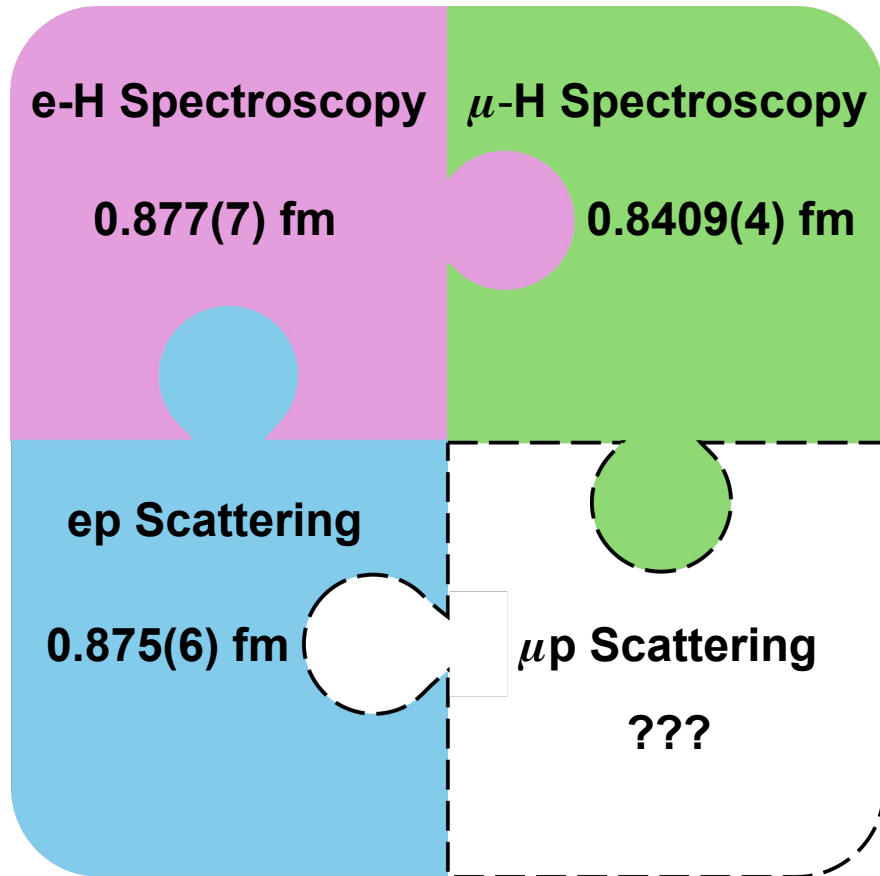 e-H Spectroscopy
0.877(7) fm
μ-H Spectroscopy
0.8409(4) fm
ep Scattering
0.875(6) fm
μp Scattering
???